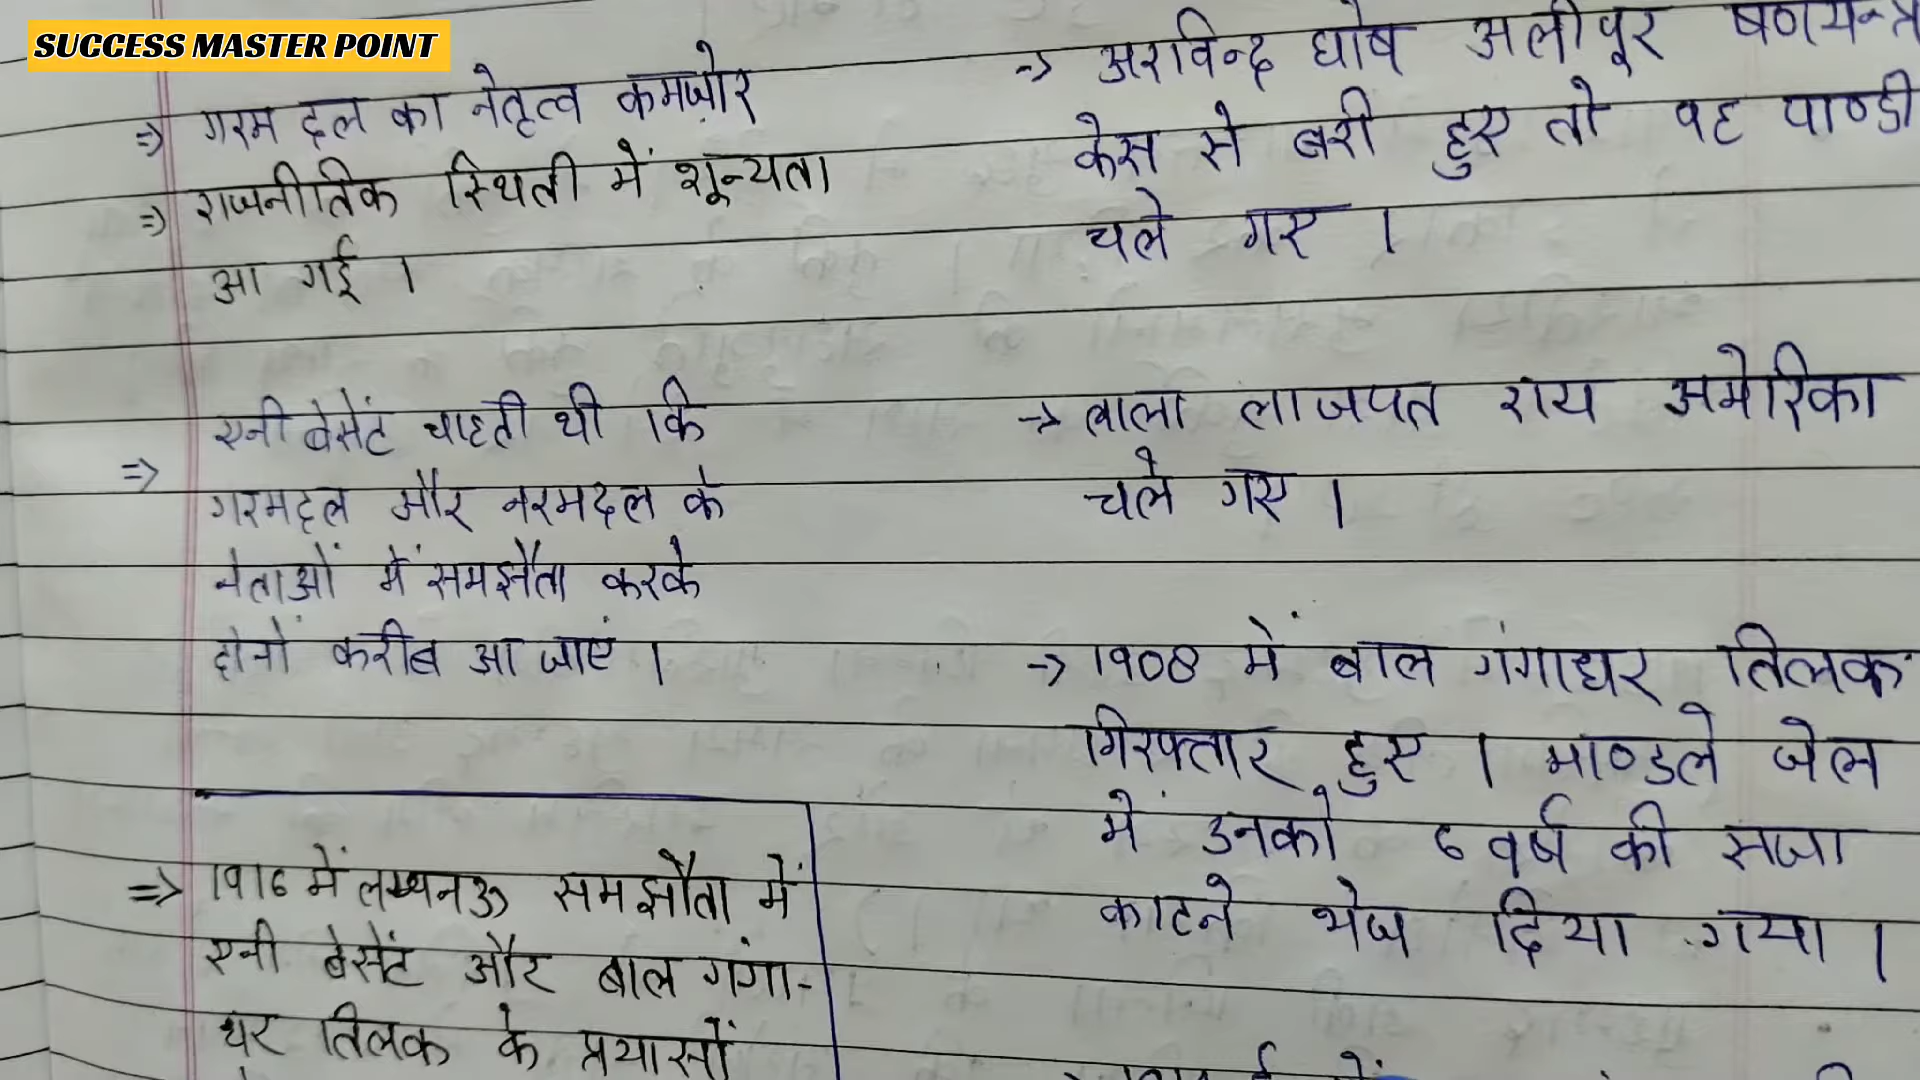 SUCCESS MASTER POINT
⇒ गरम दल का नेतृत्व कमज़ोर
⇒ राजनीतिक स्थिती में शून्यता
आ गई ।
⇒ एनी बेसेंट चाहती थी कि
गरमदल और नरमदल के
नेताओं में समझौता करके
दोनों करीब आ जाएं ।
⇒ 1916 में लखनऊ समझौता में
एनी बेसेंट और बाल गंगा-
धर तिलक के प्रयासों
→ अरविन्द घोष अलीपूर षणयन्त्र
केस से बरी हुए तो वह पाण्डी
चले गए ।
→ लाला लाजपत राय अमेरिका
चले गए ।
→ 1908 में बाल गंगाधर तिलक
गिरफ्तार हुए । माण्डले जेल
में उनको 6 वर्ष की सजा
काटने भेज दिया गया ।